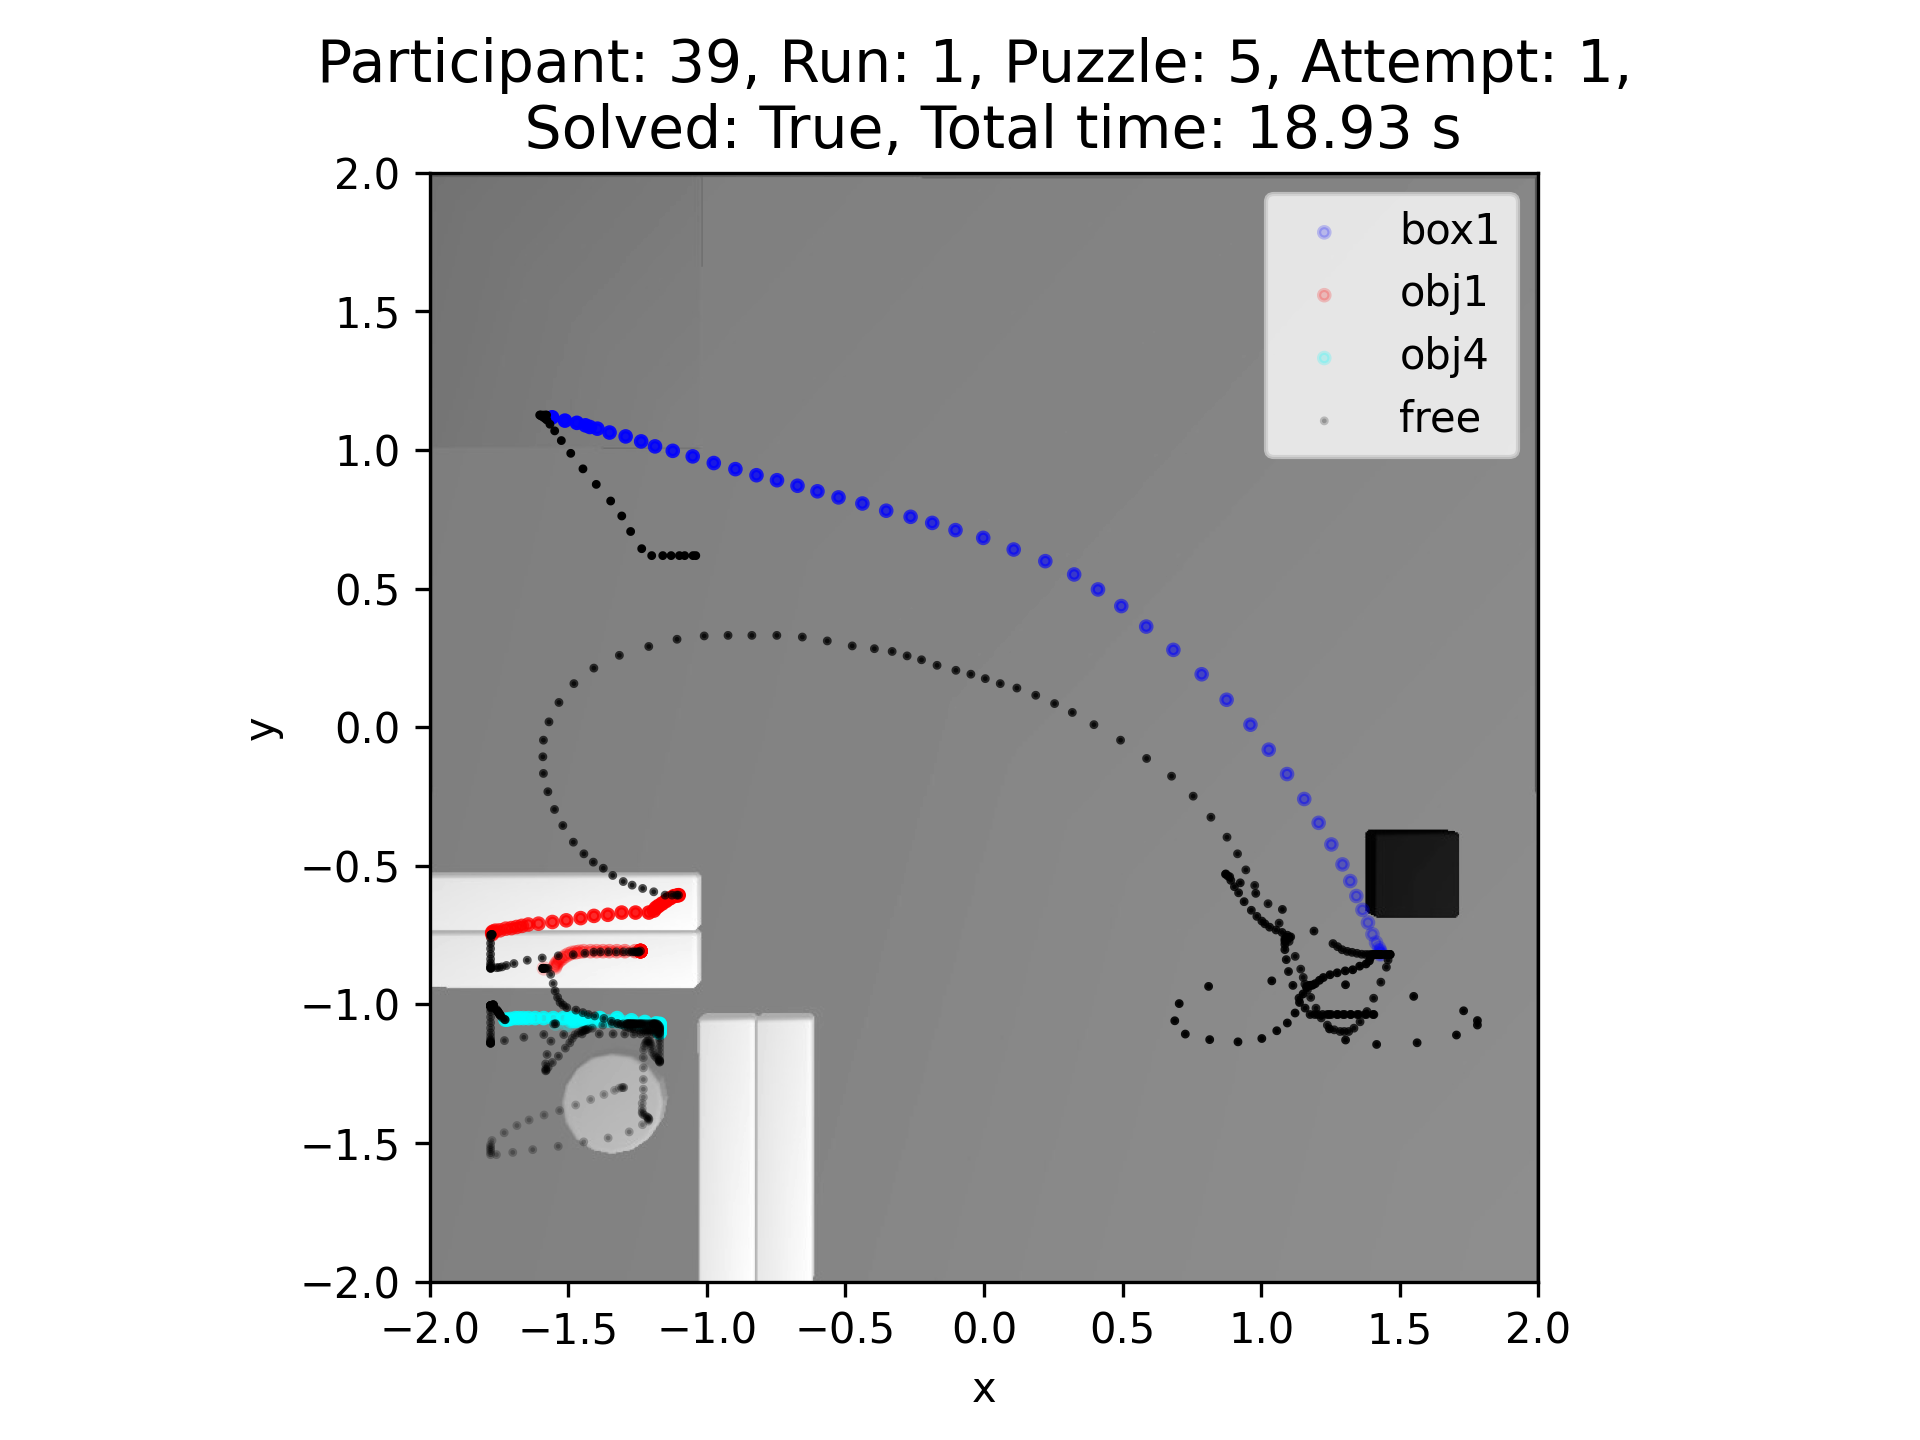 Participant: 39, Run: 1, Puzzle: 5, Attempt: 1,
Solved: True, Total time: 18.93 s
2.0
1.5
1.0
0.5
0.0
−0.5
−1.0
−1.5
−2.0
y
box1
obj1
obj4
free
−2.0 −1.5 −1.0 −0.5 0.0 0.5 1.0 1.5 2.0
x